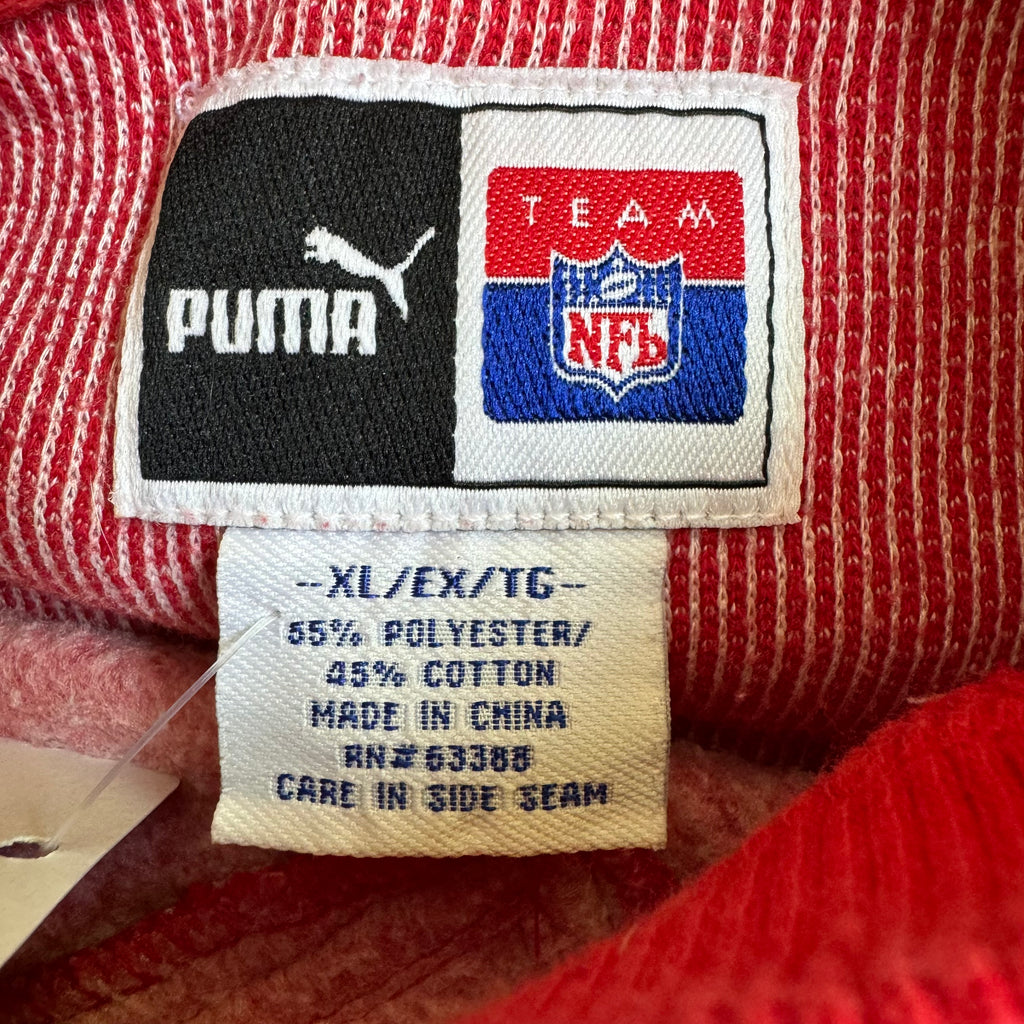 PUMA
TEAM
NFL
--XL/EX/TG--
55% POLYESTER/
45% COTTON
MADE IN CHINA
RN#63388
CARE IN SIDE SEAM